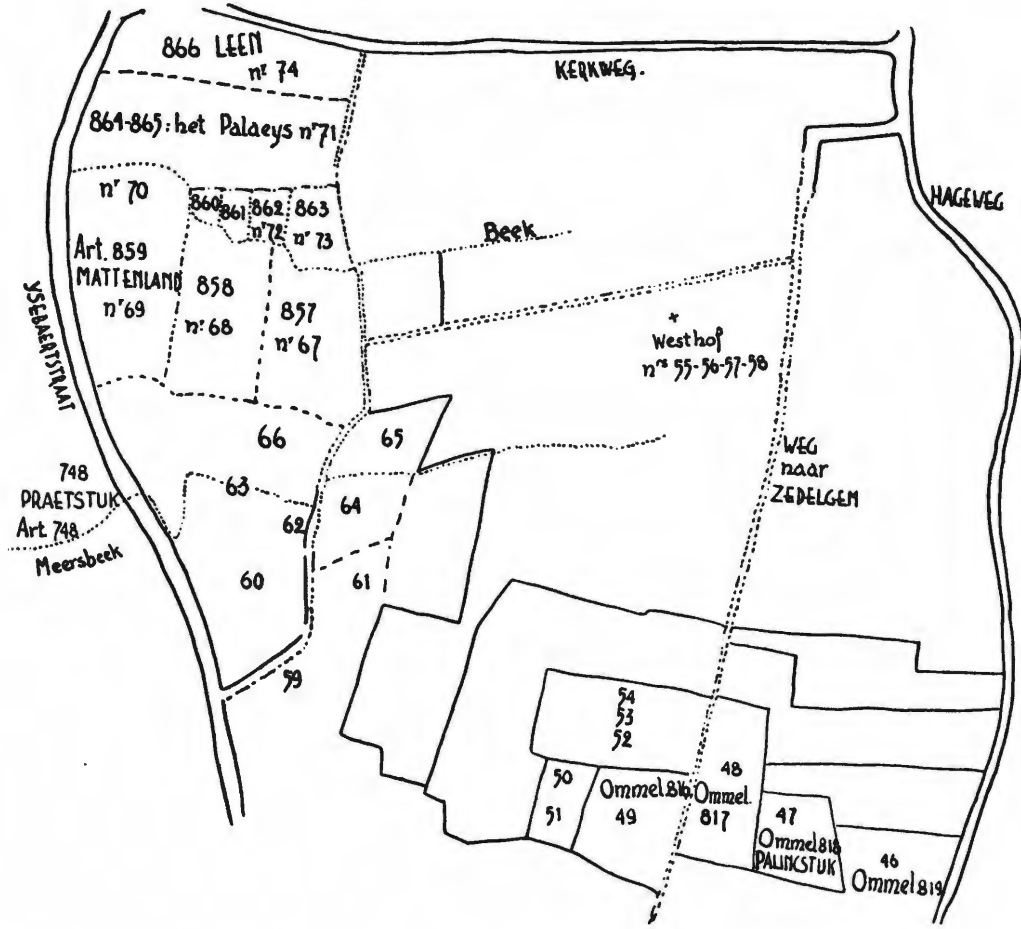 866 LEEN
nr 74
KERKWEG.
864-865: het Palaeys nr 71
HAGEWEG
nr 70
860
861
862
nr 72
863
nr 73
Beek
Art. 859
MATTENLAND
nr 69
858
nr 68
857
nr 67
YSEBAERTSTRAAT
+
Westhof
nrs 55-56-57-58
66
65
WEG
naar
ZEDELGEM
748
PRAETSTUK
Art 748
Meersbeek
63
62
64
60
61
59
54
53
52
50
51
Ommel 816
49
48
Ommel.
817
47
Ommel 818
PALINKSTUK
46
Ommel 819